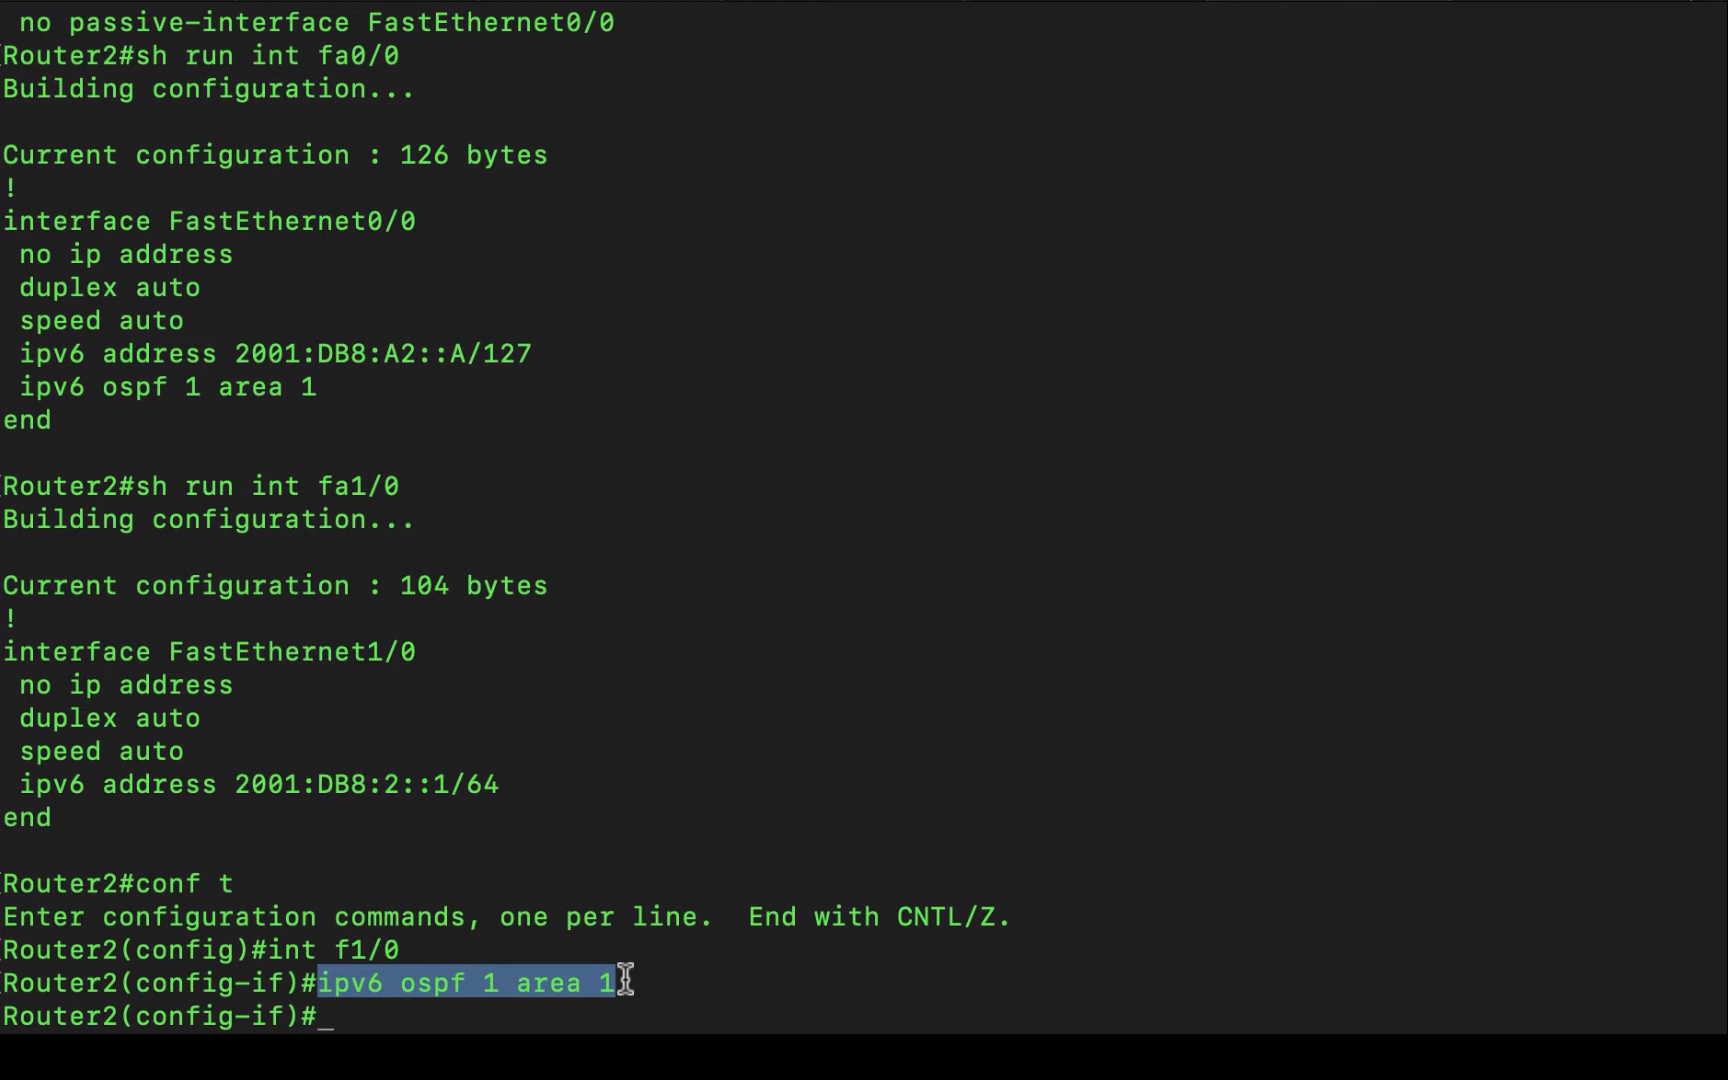 no passive-interface FastEthernet0/0
Router2#sh run int fa0/0
Building configuration...
Current configuration : 126 bytes
!
interface FastEthernet0/0
no ip address
duplex auto
speed auto
ipv6 address 2001:DB8:A2::A/127
ipv6 ospf 1 area 1
end
Router2#sh run int fa1/0
Building configuration...
Current configuration : 104 bytes
!
interface FastEthernet1/0
no ip address
duplex auto
speed auto
ipv6 address 2001:DB8:2::1/64
end
Router2#conf t
Enter configuration commands, one per line.  End with CNTL/Z.
Router2(config)#int f1/0
Router2(config-if)#ipv6 ospf 1 area 1
Router2(config-if)#_